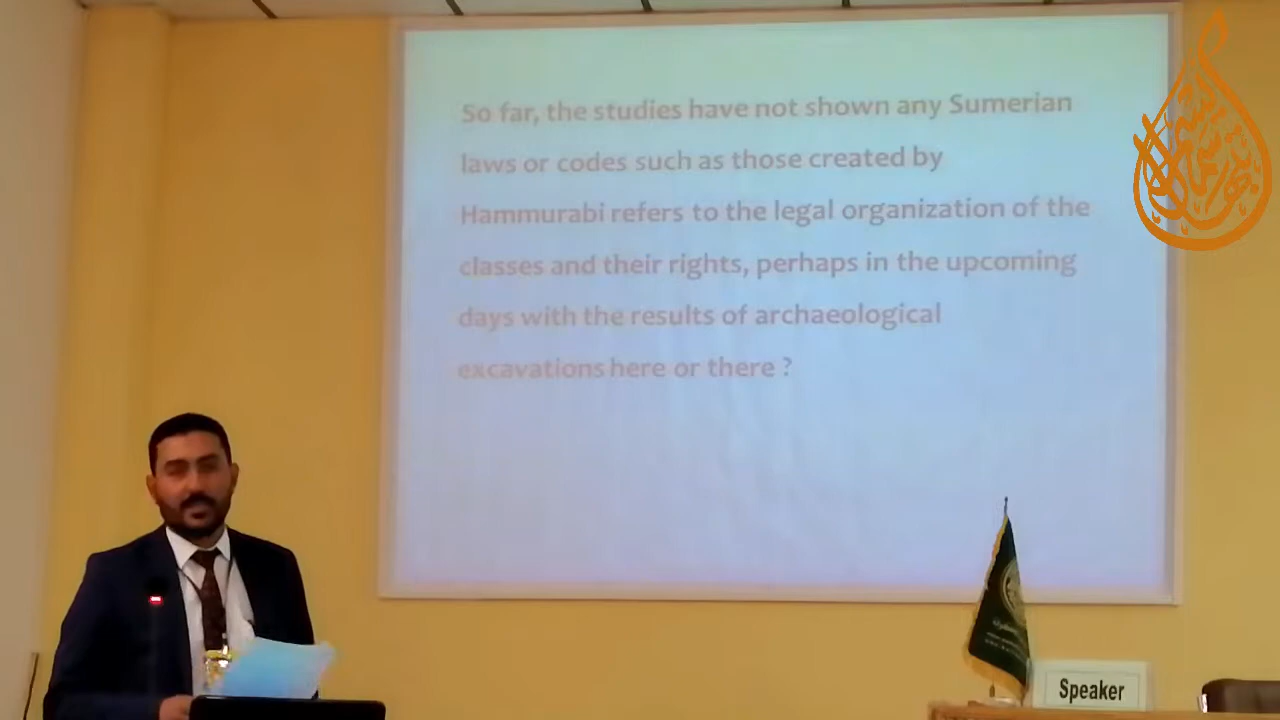 So far, the studies have not shown any Sumerian
laws or codes such as those created by
Hammurabi refers to the legal organization of the
classes and their rights, perhaps in the upcoming
days with the results of archaeological
excavations here or there ?
Speaker